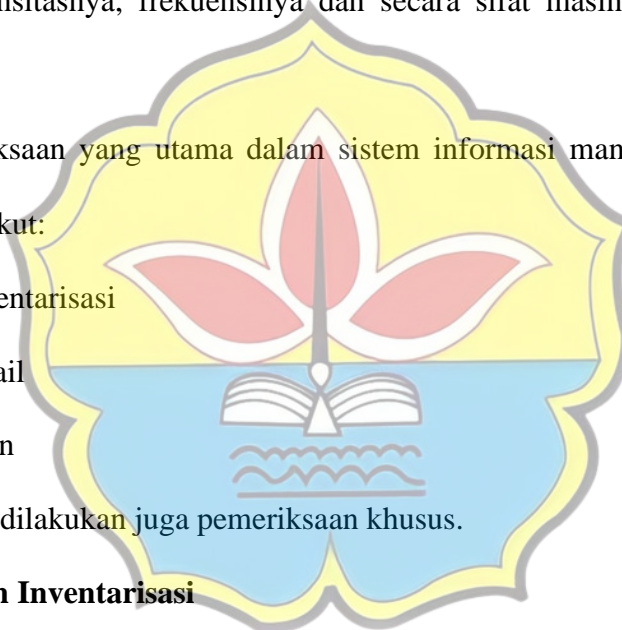 nsitasnya, frekuensinya dan secara sifat
ksaan yang utama dalam sistem informasi man
kut:
entarisasi
ail
n
dilakukan juga pemeriksaan khusus.
n Inventarisasi